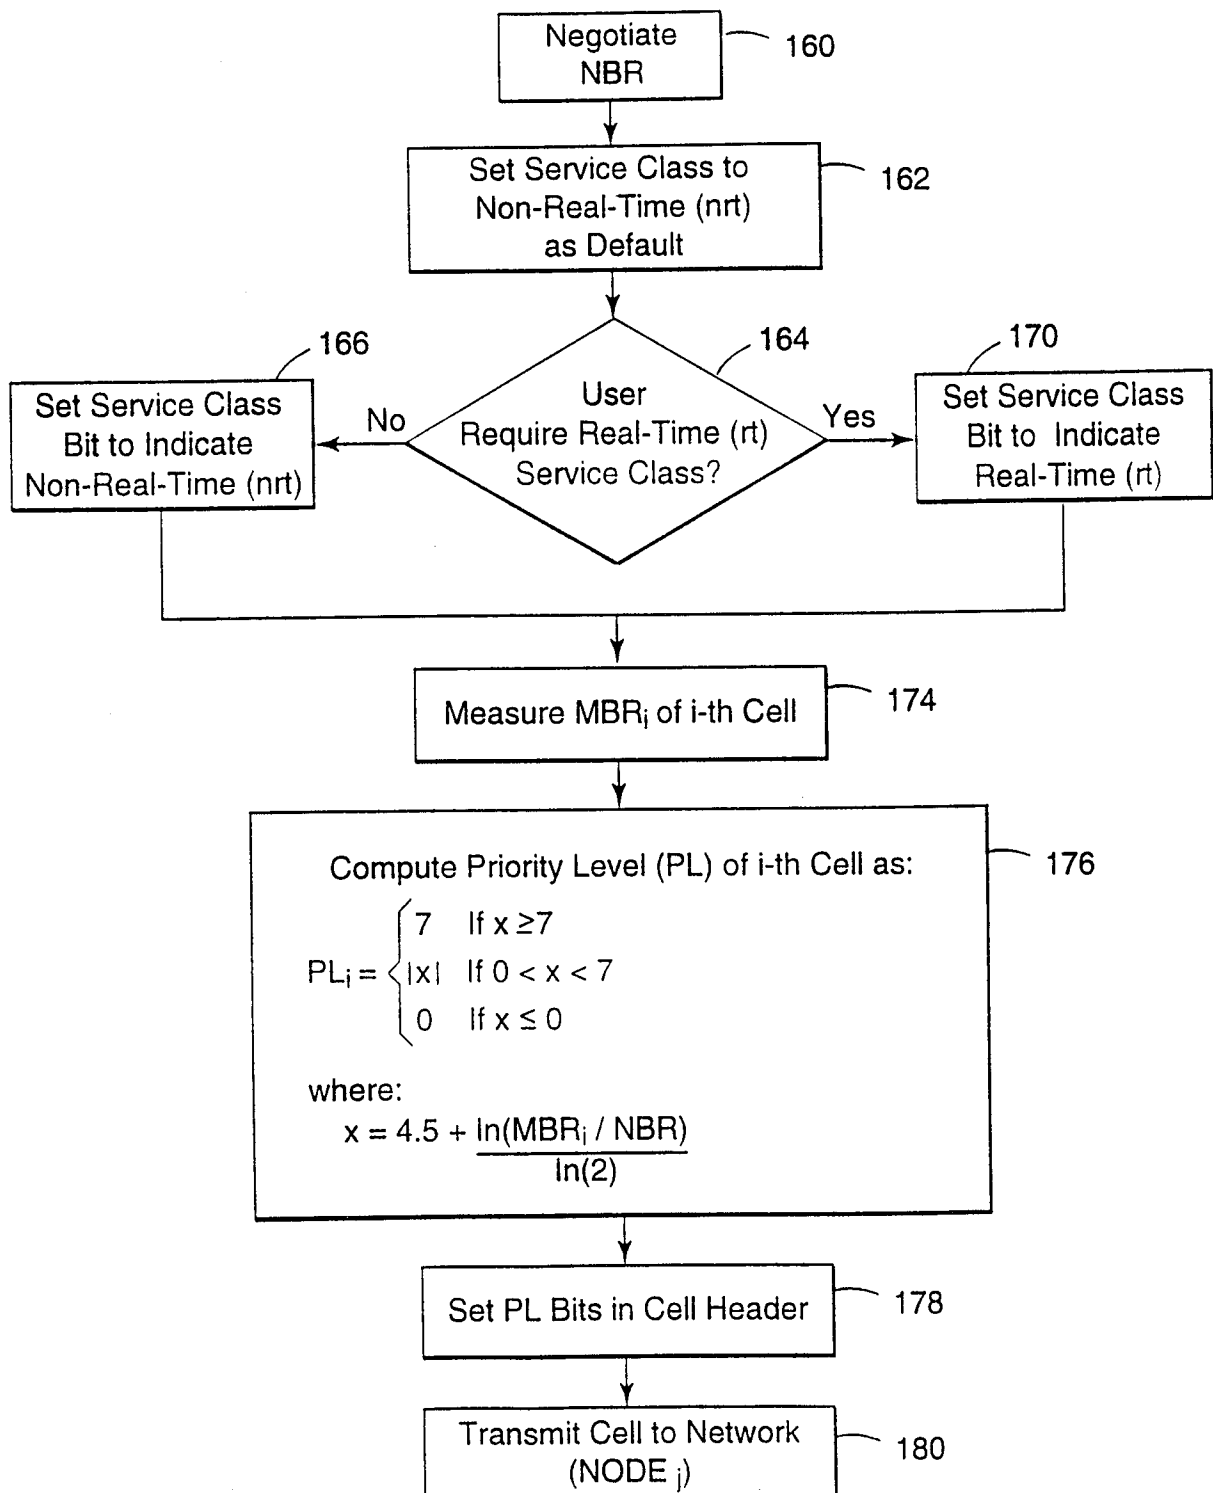 Negotiate
NBR
160
Set Service Class to
Non-Real-Time (nrt)
as Default
162
User
Require Real-Time (rt)
Service Class?
164
No
Yes
166
Set Service Class
Bit to Indicate
Non-Real-Time (nrt)
170
Set Service Class
Bit to Indicate
Real-Time (rt)
Measure MBRi of i-th Cell
174
Compute Priority Level (PL) of i-th Cell as:
176
7 If x ≥7
PLi = |x| If 0 < x < 7
0 If x ≤ 0
where:
x = 4.5 + ln(MBRi / NBR)
ln(2)
Set PL Bits in Cell Header
178
Transmit Cell to Network
(NODE j)
180